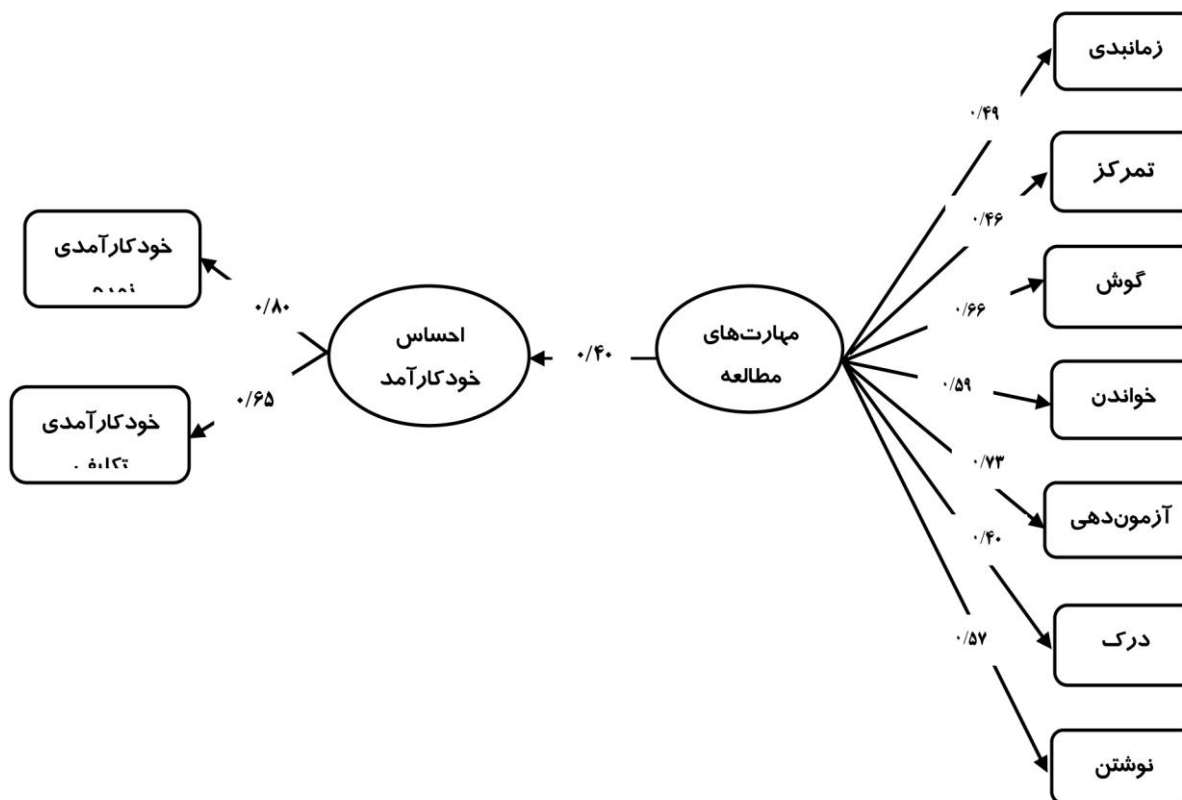 زمانبدی
۰/۴۹
تمرکز
۰/۴۶
گوش
۰/۶۶
خواندن
۰/۵۹
آزمون‌دهی
۰/۷۳
درک
۰/۴۰
نوشتن
۰/۵۷
مهارت‌های
مطالعه
۰/۴۰
احساس
خودکارآمد
۰/۸۰
خودکارآمدی
۰/۶۵
خودکارآمدی